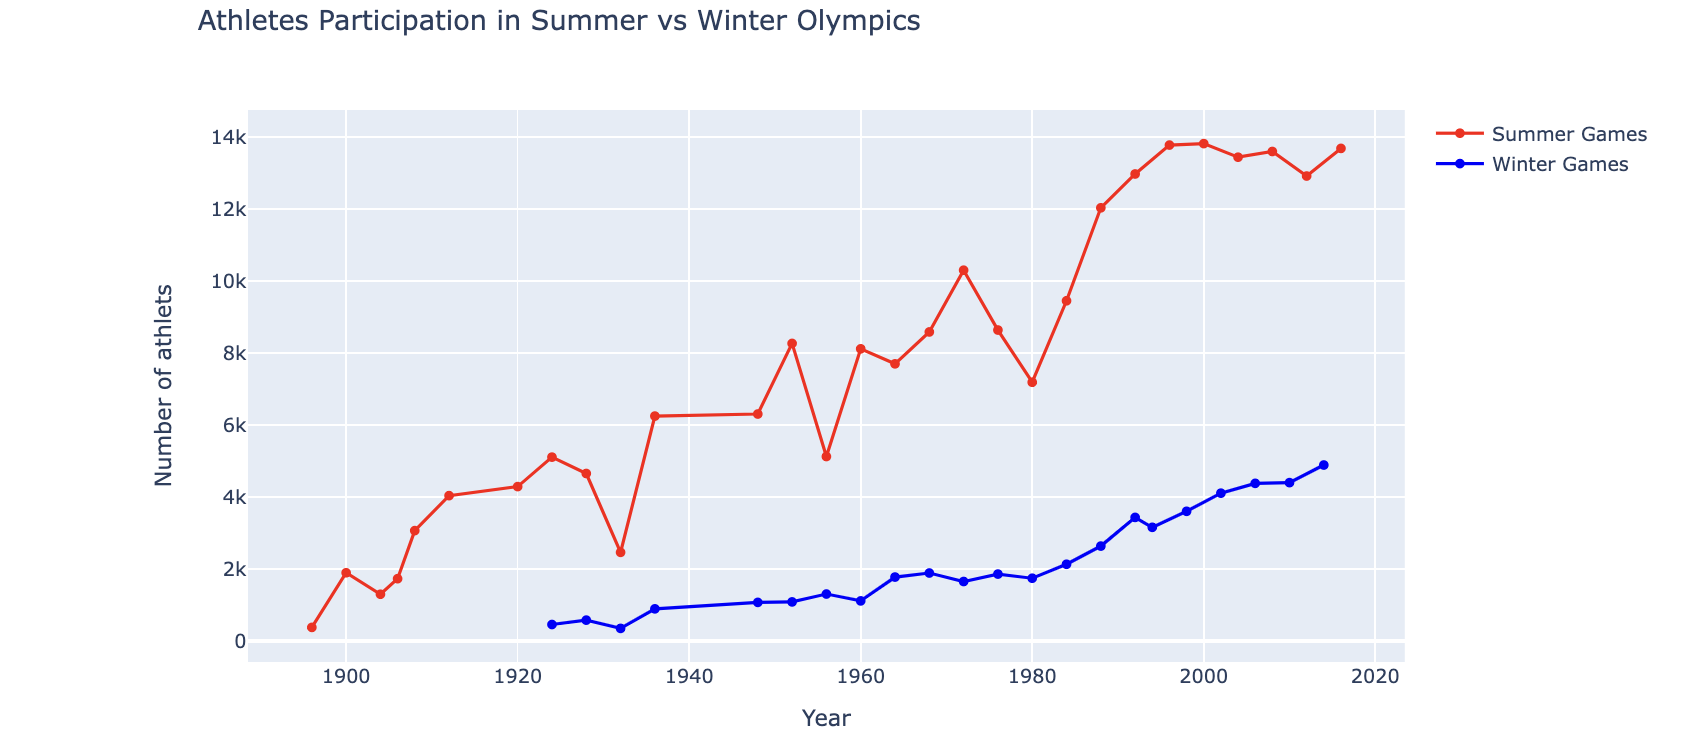 Athletes Participation in Summer vs Winter Olympics
14k
12k
10k
8k
6k
4k
2k
0
Number of athlets
1900 1920 1940 1960 1980 2000 2020
Year
Summer Games
Winter Games